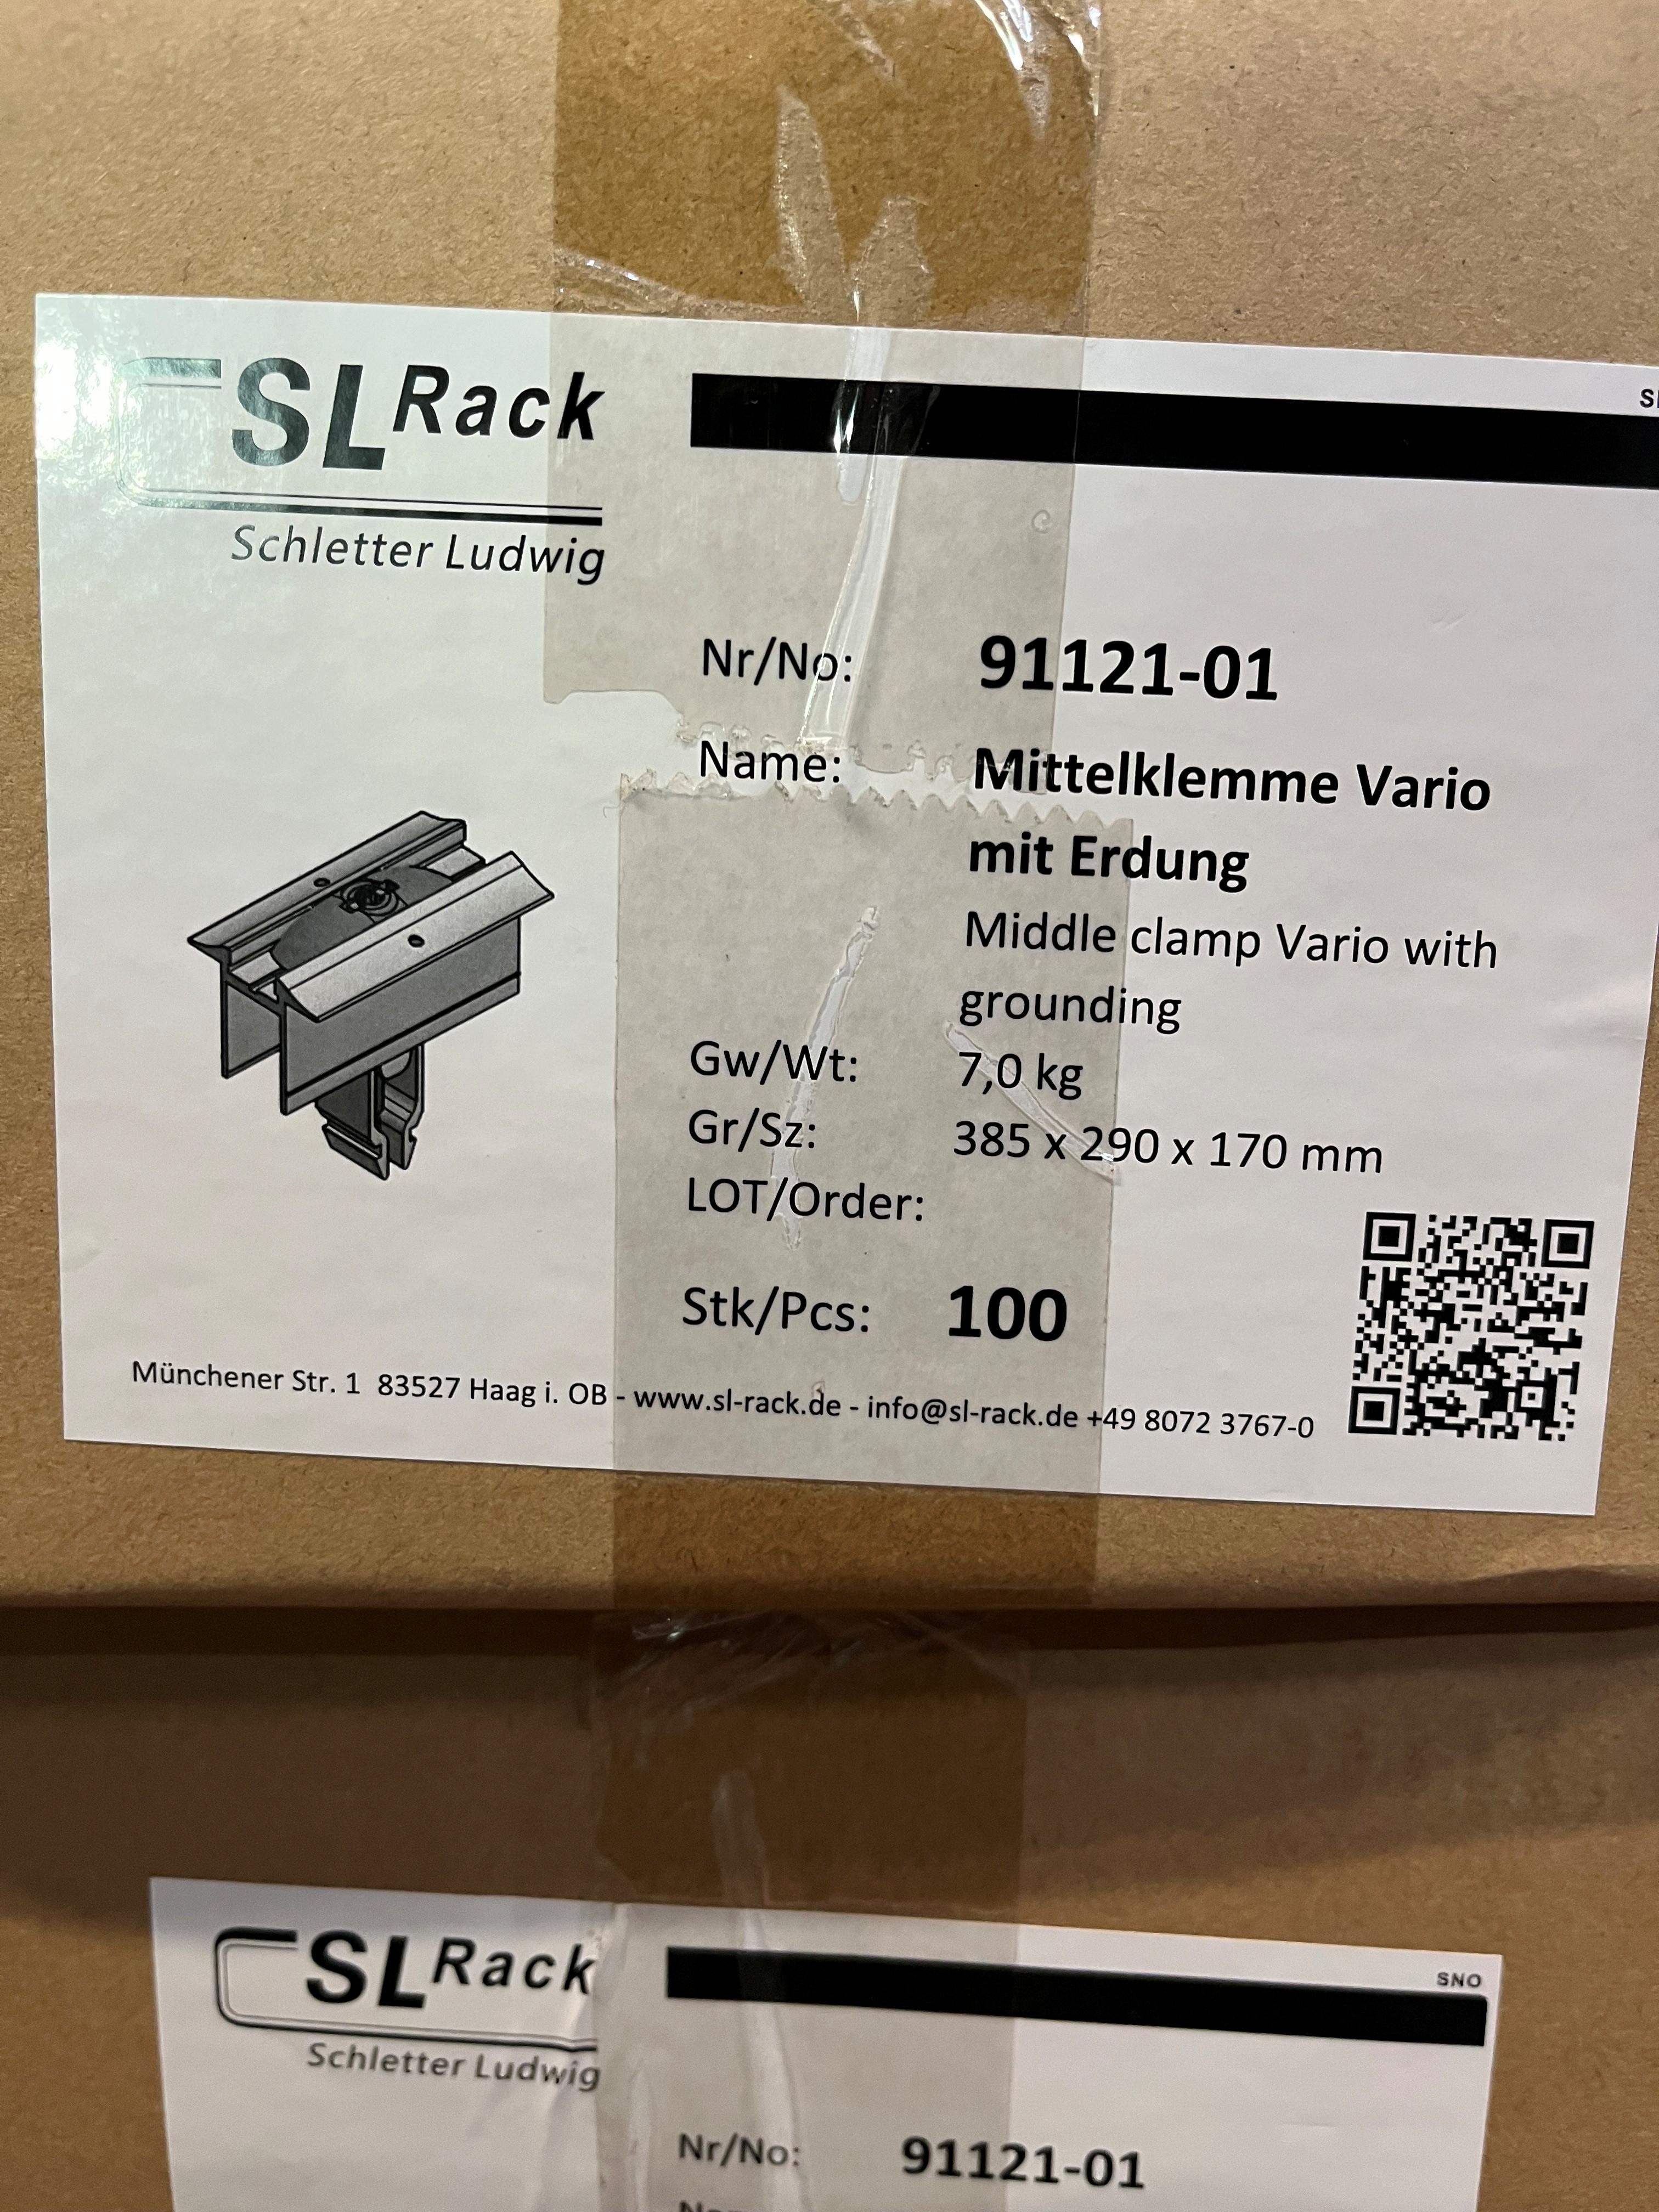 SL Rack
Schletter Ludwig
Nr/No: 91121-01
Name: Mittelklemme Vario
mit Erdung
Middle clamp Vario with
grounding
Gw/Wt: 7,0 kg
Gr/Sz: 385 x 290 x 170 mm
LOT/Order:
Stk/Pcs: 100
Münchener Str. 1 83527 Haag i. OB - www.sl-rack.de - info@sl-rack.de +49 8072 3767-0
SL Rack
SNO
Schletter Ludwig
Nr/No: 91121-01